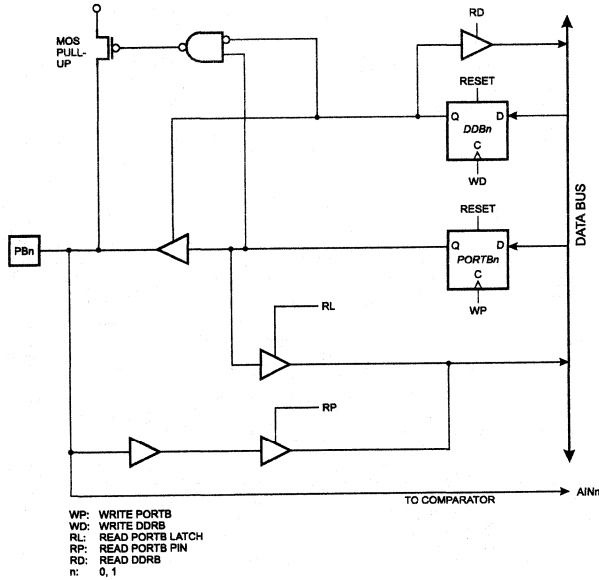 RD
MOS
PULL-
UP
RESET
Q D
DDBn
C
WD
DATA BUS
RESET
PBn
Q D
PORTBn
C
WP
RL
RP
TO COMPARATOR
AINn
WP: WRITE PORTB
WD: WRITE DDRB
RL: READ PORTB LATCH
RP: READ PORTB PIN
RD: READ DDRB
n: 0, 1